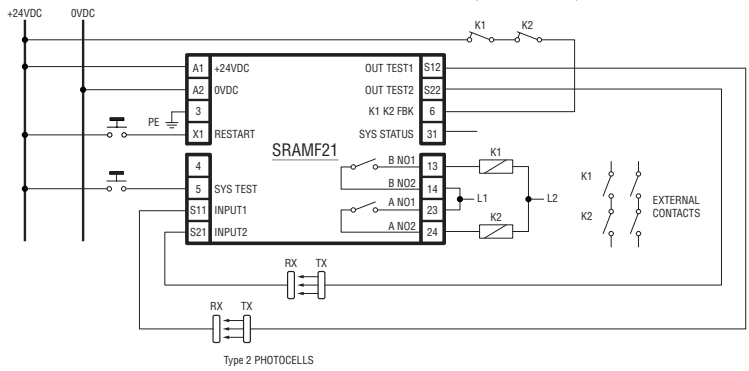 +24VDC 0VDC
K1 K2
A1 +24VDC OUT TEST1 S12
A2 0VDC OUT TEST2 S22
PE 3 K1 K2 FBK 6
X1 RESTART SYS STATUS 31
SRAMF21
4 B NO1 13 K1
5 SYS TEST B NO2 14 L1 L2
S11 INPUT1 A NO1 23
S21 INPUT2 A NO2 24 K2
K1
K2
EXTERNAL
CONTACTS
RX TX
RX TX
Type 2 PHOTOCELLS